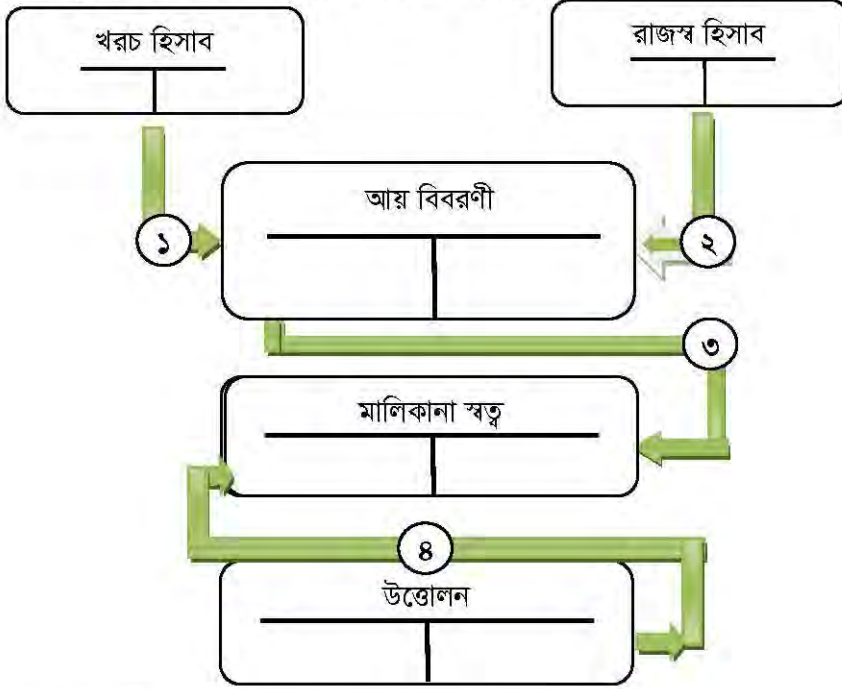 খরচ হিসাব
রাজস্ব হিসাব
আয় বিবরণী
১
২
৩
মালিকানা স্বত্ব
৪
উত্তোলন